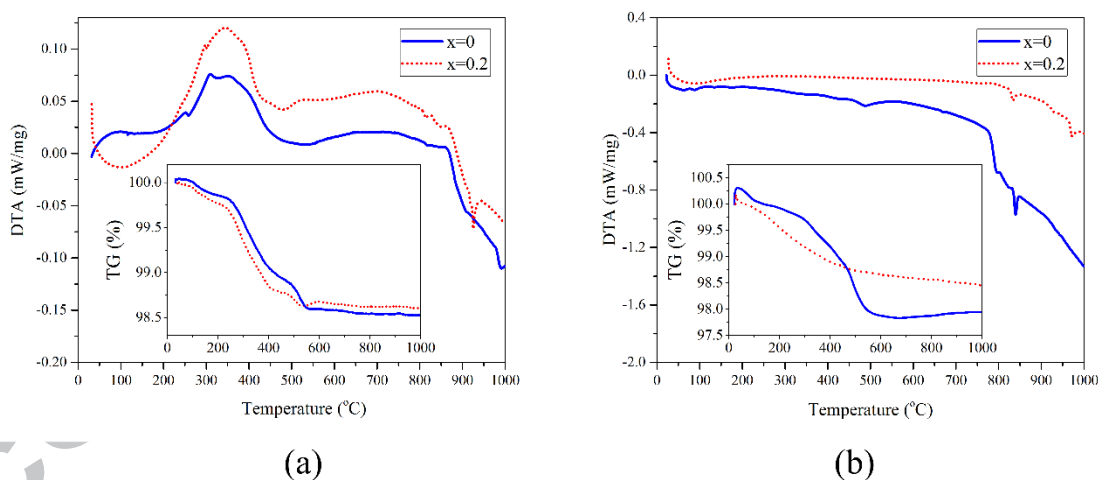 0.10
0.05
0.00
-0.05
-0.10
-0.15
-0.20
DTA (mW/mg)
0 100 200 300 400 500 600 700 800 900 1000
Temperature (°C)
x=0
x=0.2
100.0
99.5
99.0
98.5
TG (%)
0 200 400 600 800 1000
(a)
0.4
0.0
-0.4
-0.8
-1.2
-1.6
-2.0
DTA (mW/mg)
0 100 200 300 400 500 600 700 800 900 1000
Temperature (°C)
x=0
x=0.2
100.5
100.0
99.5
99.0
98.5
98.0
97.5
TG (%)
0 200 400 600 800 1000
(b)